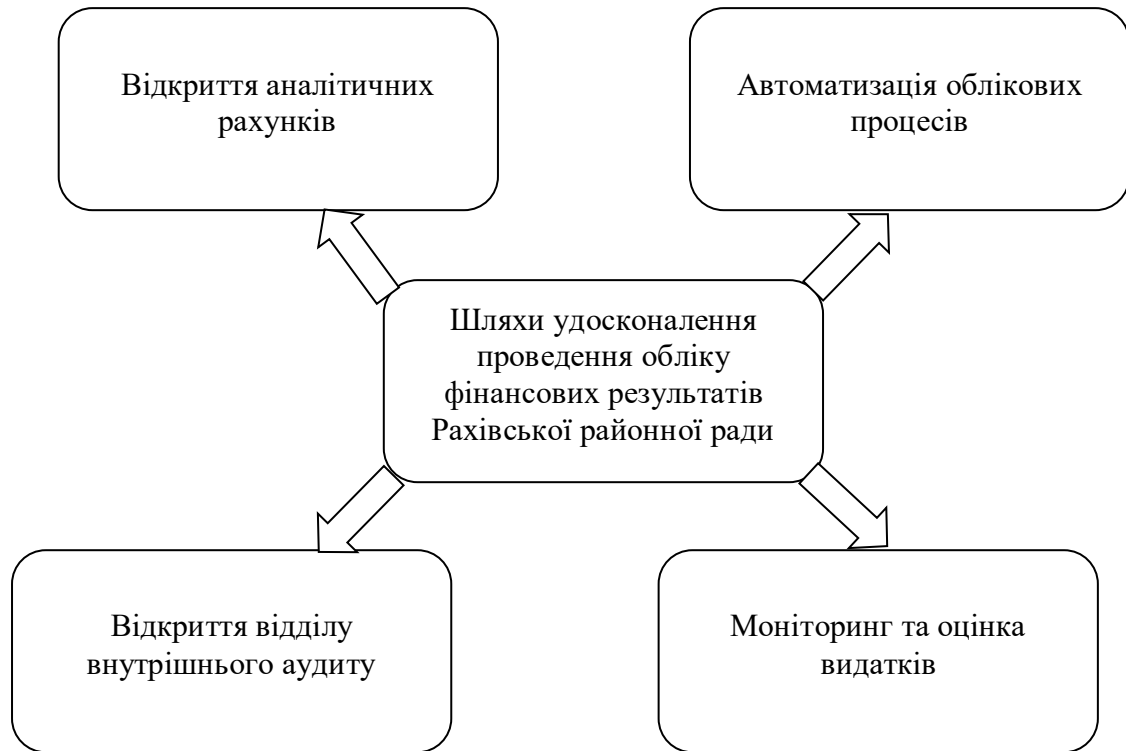 Відкриття аналітичних
рахунків
Автоматизація облікових
процесів
Шляхи удосконалення
проведення обліку
фінансових результатів
Рахівської районної ради
Відкриття відділу
внутрішнього аудиту
Моніторинг та оцінка
видатків